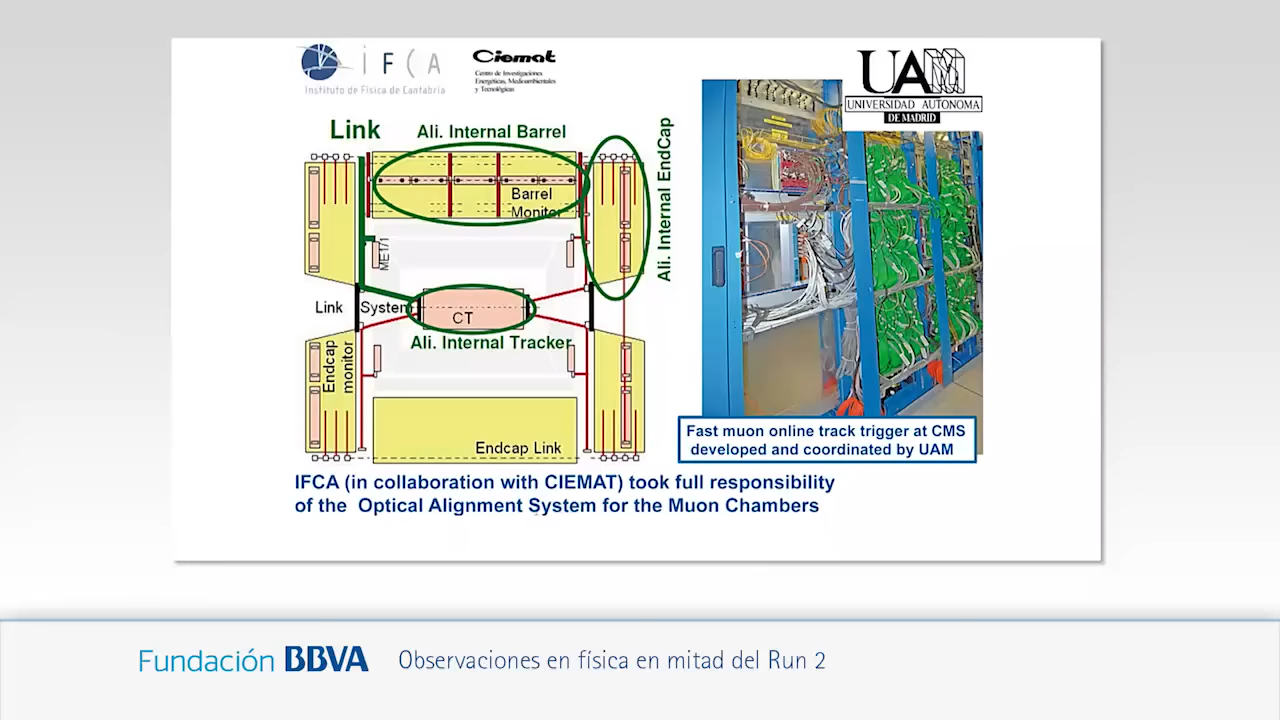 IFCA
Instituto de Física de Cantabria
Ciemat
Centro de Investigaciones
Energéticas, Medioambientales
y Tecnológicas
UAM
UNIVERSIDAD AUTONOMA
DE MADRID
Link
Ali. Internal Barrel
Ali. Internal EndCap
Barrel
Monitor
ME1/1
Link System
CT
Ali. Internal Tracker
Endcap
monitor
Endcap Link
Fast muon online track trigger at CMS
developed and coordinated by UAM
IFCA (in collaboration with CIEMAT) took full responsibility
of the Optical Alignment System for the Muon Chambers
Fundación BBVA
Observaciones en física en mitad del Run 2